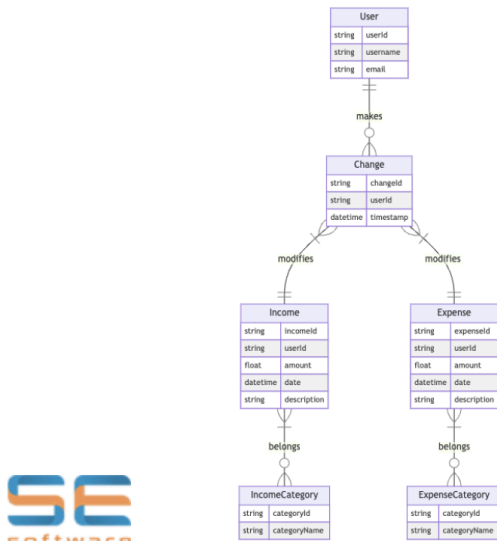 User
string userId
string username
string email
makes
Change
string changeId
string userId
datetime timestamp
modifies modifies
Income Expense
string incomeId string expenseId
string userId string userId
float amount float amount
datetime date datetime date
string description string description
belongs belongs
IncomeCategory ExpenseCategory
string categoryId string categoryId
string categoryName string categoryName
SE
software